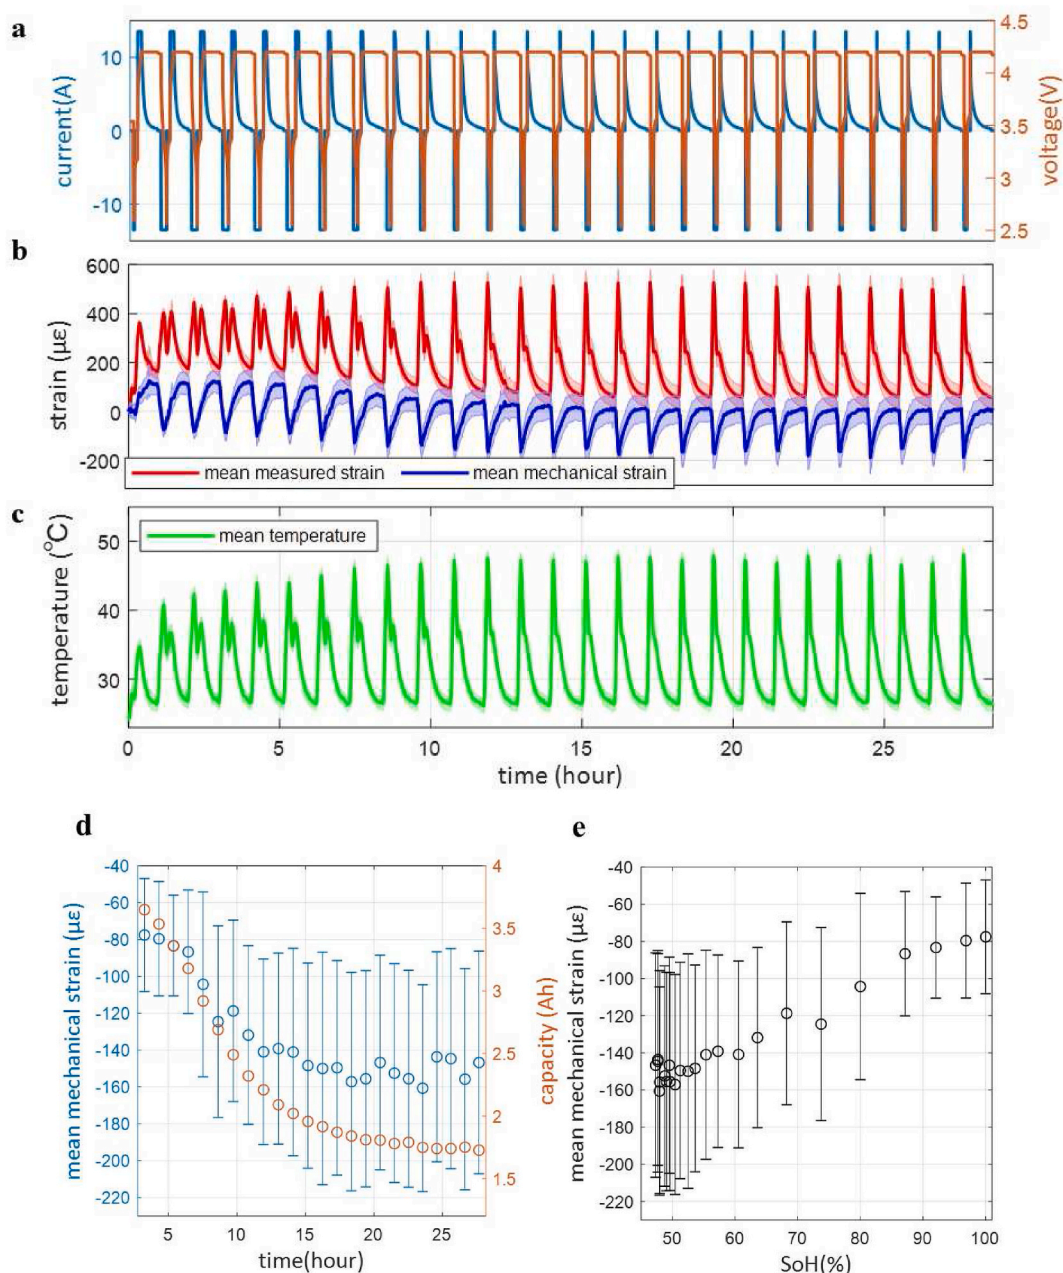 a
current(A)
10
0
-10
4.5
4
3.5
3
2.5
voltage(V)
b
strain (με)
600
400
200
0
-200
mean measured strain
mean mechanical strain
c
temperature (°C)
50
40
30
mean temperature
0 5 10 15 20 25
time (hour)
d
mean mechanical strain (με)
-40
-60
-80
-100
-120
-140
-160
-180
-200
-220
4
3.5
3
2.5
2
1.5
capacity (Ah)
5 10 15 20 25
time(hour)
e
mean mechanical strain (με)
-40
-60
-80
-100
-120
-140
-160
-180
-200
-220
50 60 70 80 90 100
SoH(%)